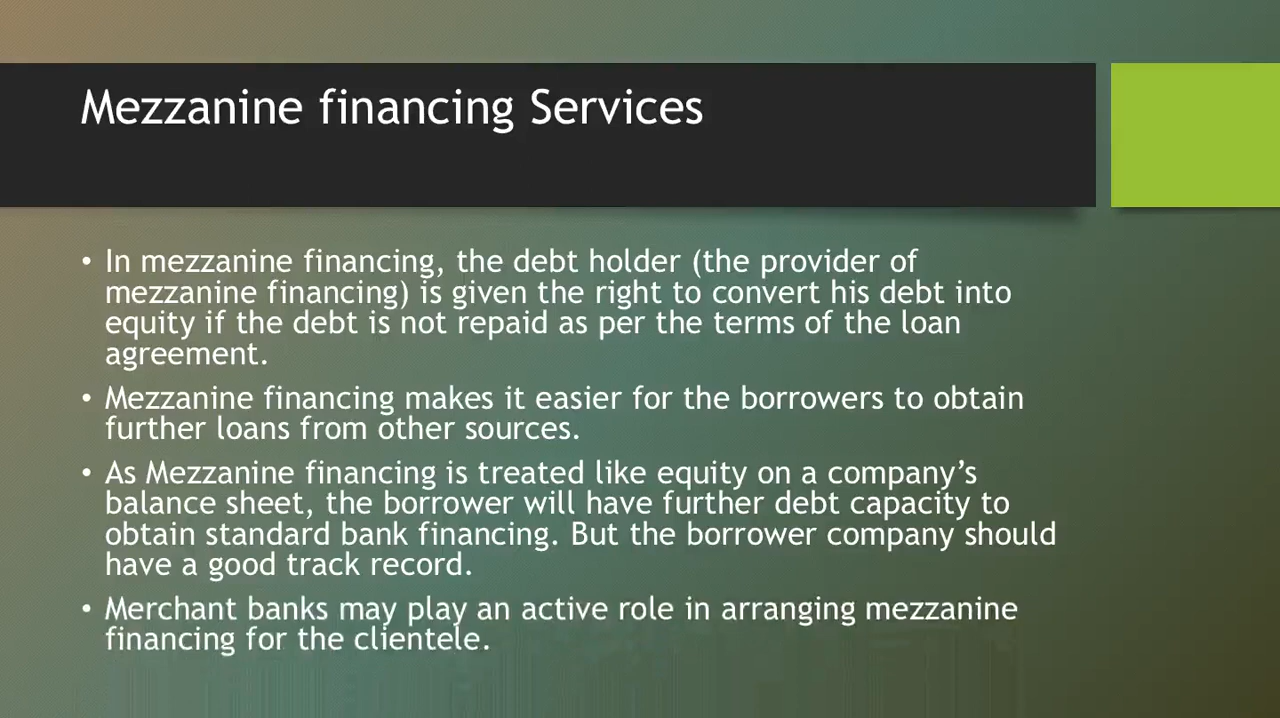 Mezzanine financing Services
• In mezzanine financing, the debt holder (the provider of
mezzanine financing) is given the right to convert his debt into
equity if the debt is not repaid as per the terms of the loan
agreement.
• Mezzanine financing makes it easier for the borrowers to obtain
further loans from other sources.
• As Mezzanine financing is treated like equity on a company’s
balance sheet, the borrower will have further debt capacity to
obtain standard bank financing. But the borrower company should
have a good track record.
• Merchant banks may play an active role in arranging mezzanine
financing for the clientele.